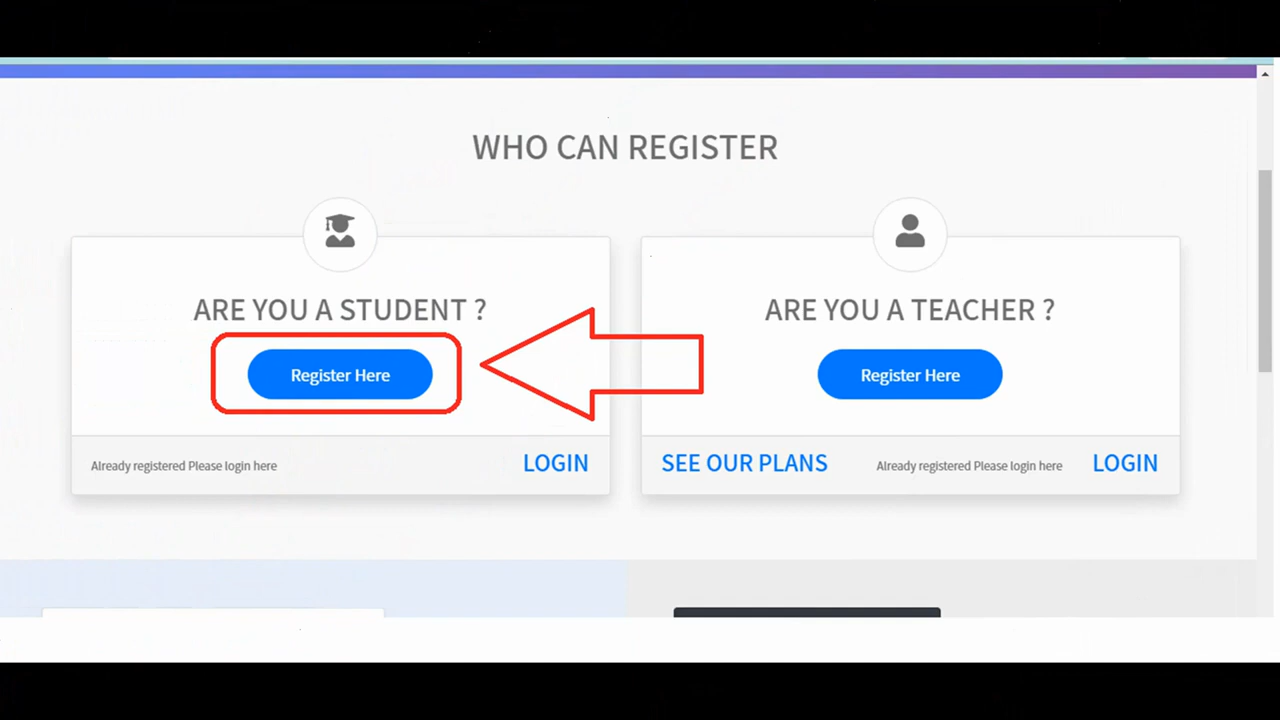 WHO CAN REGISTER
ARE YOU A STUDENT ?
Register Here
Already registered Please login here
LOGIN
ARE YOU A TEACHER ?
Register Here
SEE OUR PLANS
Already registered Please login here
LOGIN